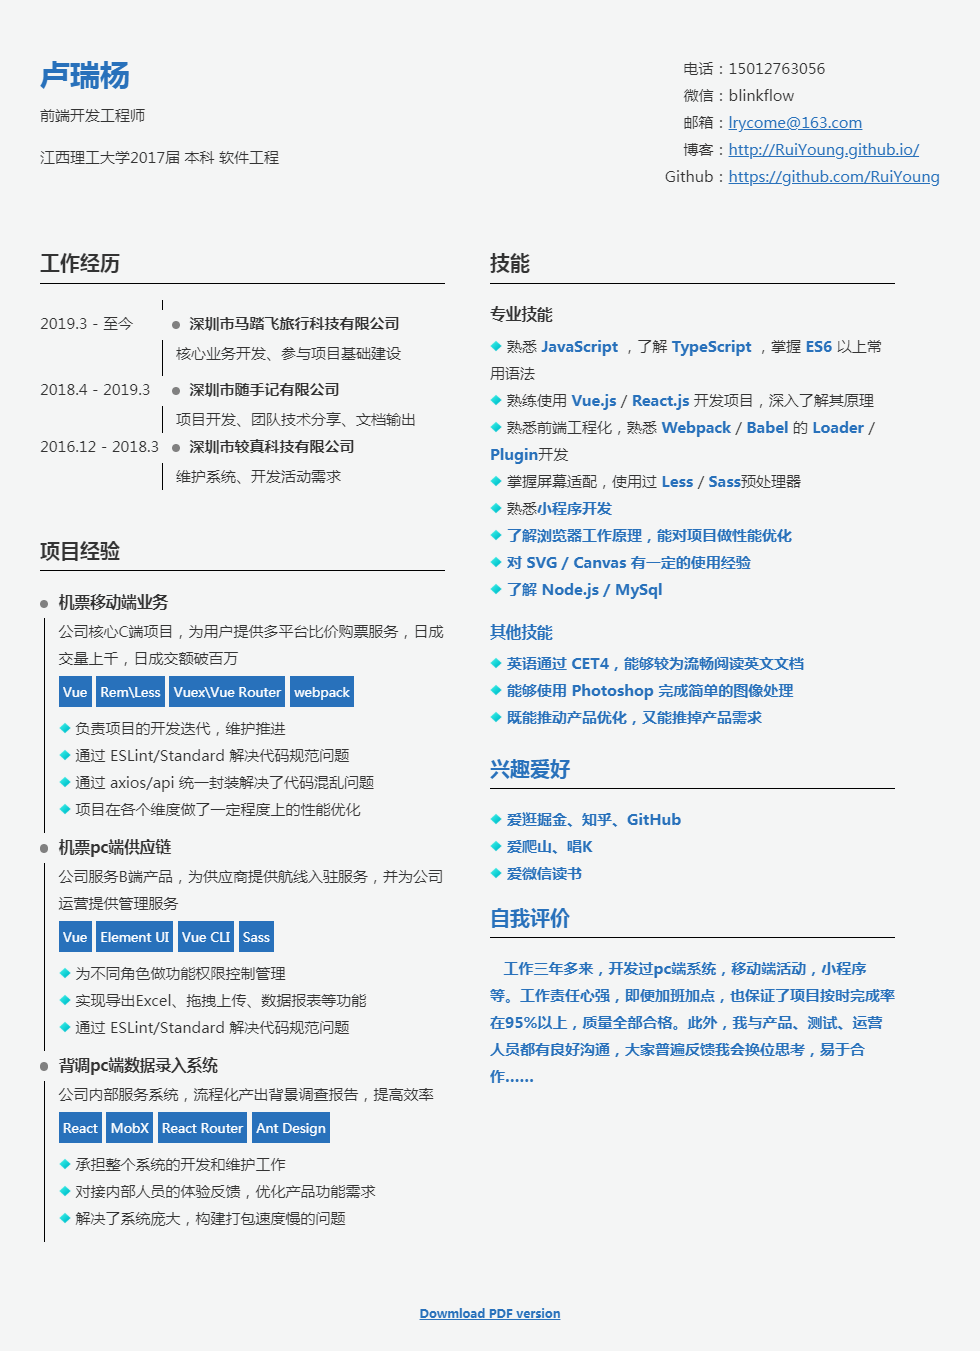 卢瑞杨
前端开发工程师
江西理工大学2017届 本科 软件工程
电话：15012763056
微信：blinkflow
邮箱：lrycome@163.com
博客：http://RuiYoung.github.io/
Github：https://github.com/RuiYoung
工作经历
2019.3 - 至今 深圳市马踏飞旅行科技有限公司
核心业务开发、参与项目基础建设
2018.4 - 2019.3 深圳市随手记有限公司
项目开发、团队技术分享、文档输出
2016.12 - 2018.3 深圳市较真科技有限公司
维护系统、开发活动需求
项目经验
机票移动端业务
公司核心C端项目，为用户提供多平台比价购票服务，日成
交量上千，日成交额破百万
Vue Rem\Less Vuex\Vue Router webpack
负责项目的开发迭代，维护推进
通过 ESLint/Standard 解决代码规范问题
通过 axios/api 统一封装解决了代码混乱问题
项目在各个维度做了一定程度上的性能优化
机票pc端供应链
公司服务B端产品，为供应商提供航线入驻服务，并为公司
运营提供管理服务
Vue Element UI Vue CLI Sass
为不同角色做功能权限控制管理
实现导出Excel、拖拽上传、数据报表等功能
通过 ESLint/Standard 解决代码规范问题
背调pc端数据录入系统
公司内部服务系统，流程化产出背景调查报告，提高效率
React MobX React Router Ant Design
承担整个系统的开发和维护工作
对接内部人员的体验反馈，优化产品功能需求
解决了系统庞大，构建打包速度慢的问题
技能
专业技能
熟悉 JavaScript ，了解 TypeScript ，掌握 ES6 以上常
用语法
熟练使用 Vue.js / React.js 开发项目，深入了解其原理
熟悉前端工程化，熟悉 Webpack / Babel 的 Loader /
Plugin开发
掌握屏幕适配，使用过 Less / Sass预处理器
熟悉小程序开发
了解浏览器工作原理，能对项目做性能优化
对 SVG / Canvas 有一定的使用经验
了解 Node.js / MySql
其他技能
英语通过 CET4，能够较为流畅阅读英文文档
能够使用 Photoshop 完成简单的图像处理
既能推动产品优化，又能推掉产品需求
兴趣爱好
爱逛掘金、知乎、GitHub
爱爬山、唱K
爱微信读书
自我评价
工作三年多来，开发过pc端系统，移动端活动，小程序
等。工作责任心强，即便加班加点，也保证了项目按时完成率
在95%以上，质量全部合格。此外，我与产品、测试、运营
人员都有良好沟通，大家普遍反馈我会换位思考，易于合
作......
Dowmload PDF version